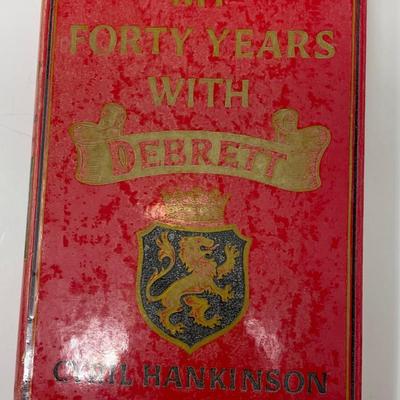 MY
FORTY YEARS
WITH
DEBRETT
CYRIL HANKINSON